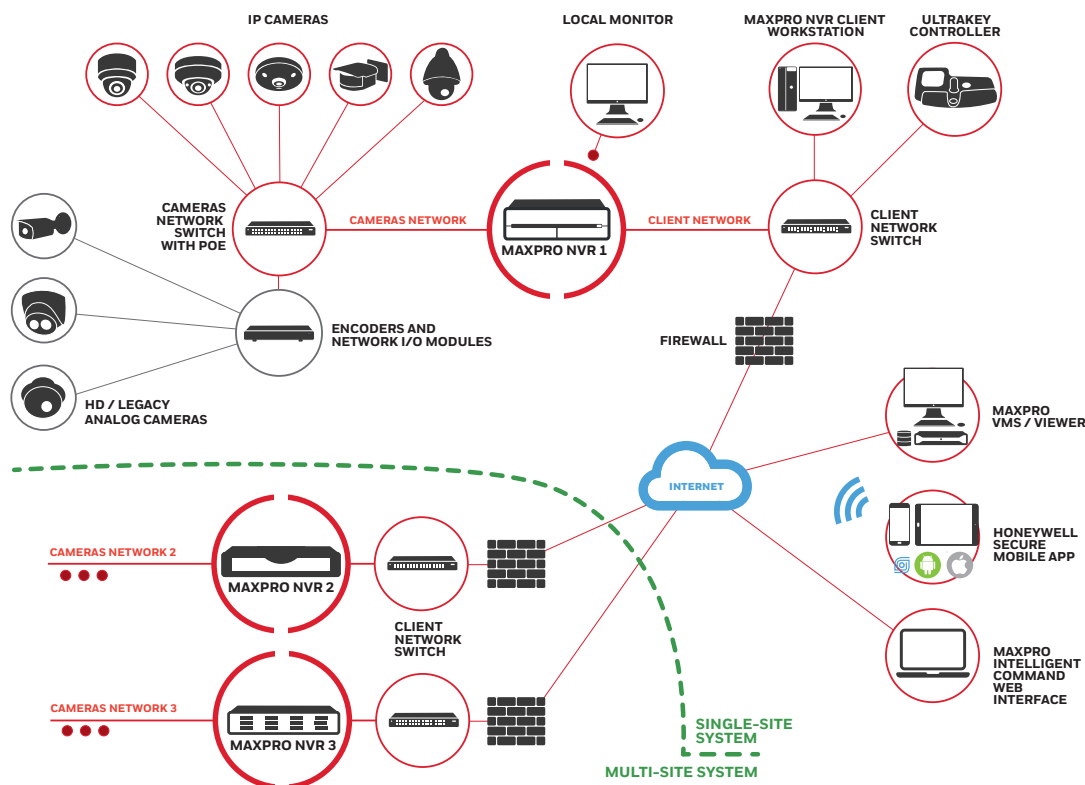 IP CAMERAS
LOCAL MONITOR
MAXPRO NVR CLIENT
WORKSTATION
ULTRAKEY
CONTROLLER
CAMERAS
NETWORK
SWITCH
WITH POE
CAMERAS NETWORK
MAXPRO NVR 1
CLIENT NETWORK
CLIENT
NETWORK
SWITCH
ENCODERS AND
NETWORK I/O MODULES
FIREWALL
HD / LEGACY
ANALOG CAMERAS
MAXPRO
VMS / VIEWER
INTERNET
HONEYWELL
SECURE
MOBILE APP
CAMERAS NETWORK 2
MAXPRO NVR 2
CLIENT
NETWORK
SWITCH
MAXPRO
INTELLIGENT
COMMAND
WEB
INTERFACE
CAMERAS NETWORK 3
MAXPRO NVR 3
SINGLE-SITE
SYSTEM
MULTI-SITE SYSTEM